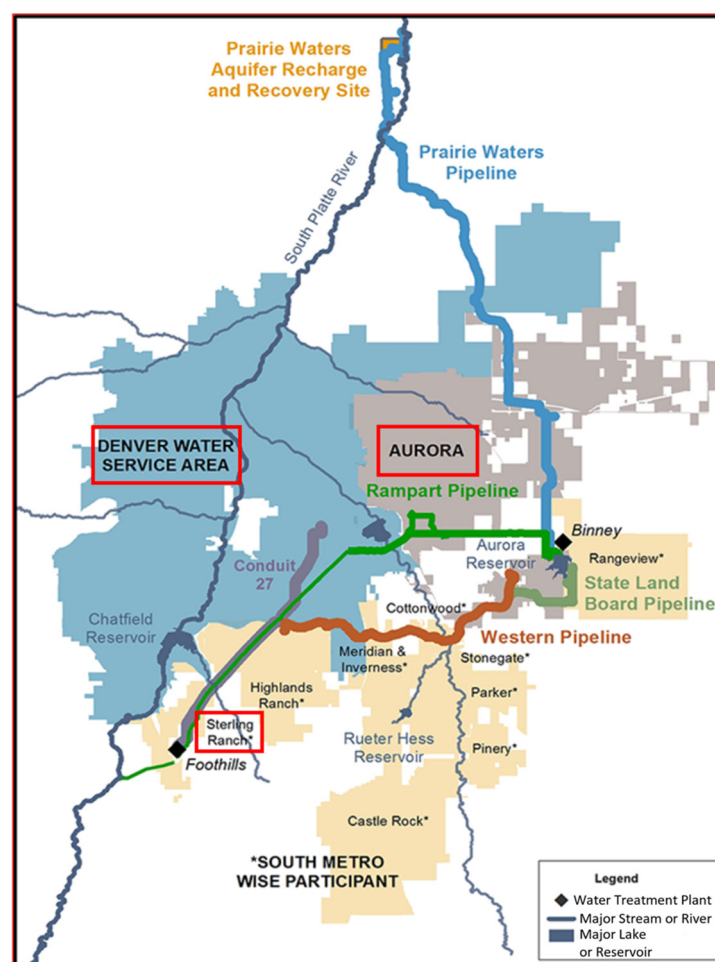 Prairie Waters
Aquifer Recharge
and Recovery Site
Prairie Waters
Pipeline
South Platte River
DENVER WATER
SERVICE AREA
AURORA
Rampart Pipeline
Binney
Aurora
Reservoir
Rangeview*
Conduit
27
State Land
Board Pipeline
Cottonwood*
Chatfield
Reservoir
Western Pipeline
Meridian &
Inverness*
Stonegate*
Highlands
Ranch*
Parker*
Sterling
Ranch*
Rueter Hess
Reservoir
Pinery*
Foothills
Castle Rock*
*SOUTH METRO
WISE PARTICIPANT
Legend
Water Treatment Plant
Major Stream or River
Major Lake
or Reservoir